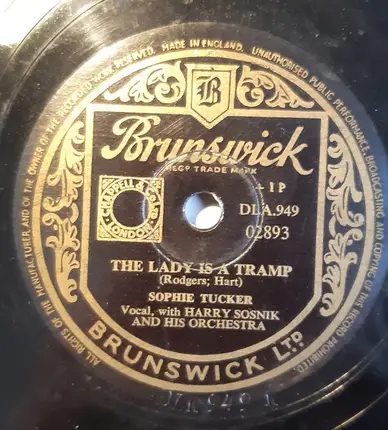 ALL RIGHTS OF THE MANUFACTURER AND OF THE OWNER OF THE RECORDED WORK RESERVED. MADE IN ENGLAND. UNAUTHORISED PUBLIC PERFORMANCE, BROADCASTING AND COPYING OF THIS RECORD PROHIBITED.
B
Brunswick
REGD TRADE MARK
+ 1P
CHAPPELL & CO LTD
LONDON
DLA.949
02893
THE LADY IS A TRAMP
(Rodgers; Hart)
SOPHIE TUCKER
Vocal, with HARRY SOSNIK
AND HIS ORCHESTRA
BRUNSWICK LTD